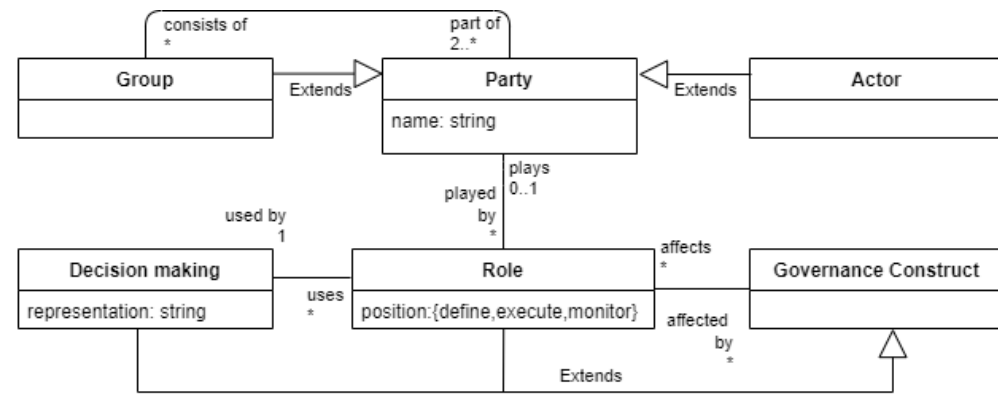 consists of
*
part of
2..*
Group
Extends
Party
name: string
Extends
Actor
plays
0..1
played
by
*
used by
1
Decision making
representation: string
uses
*
Role
position:{define,execute,monitor}
affects
*
affected
by
*
Governance Construct
Extends